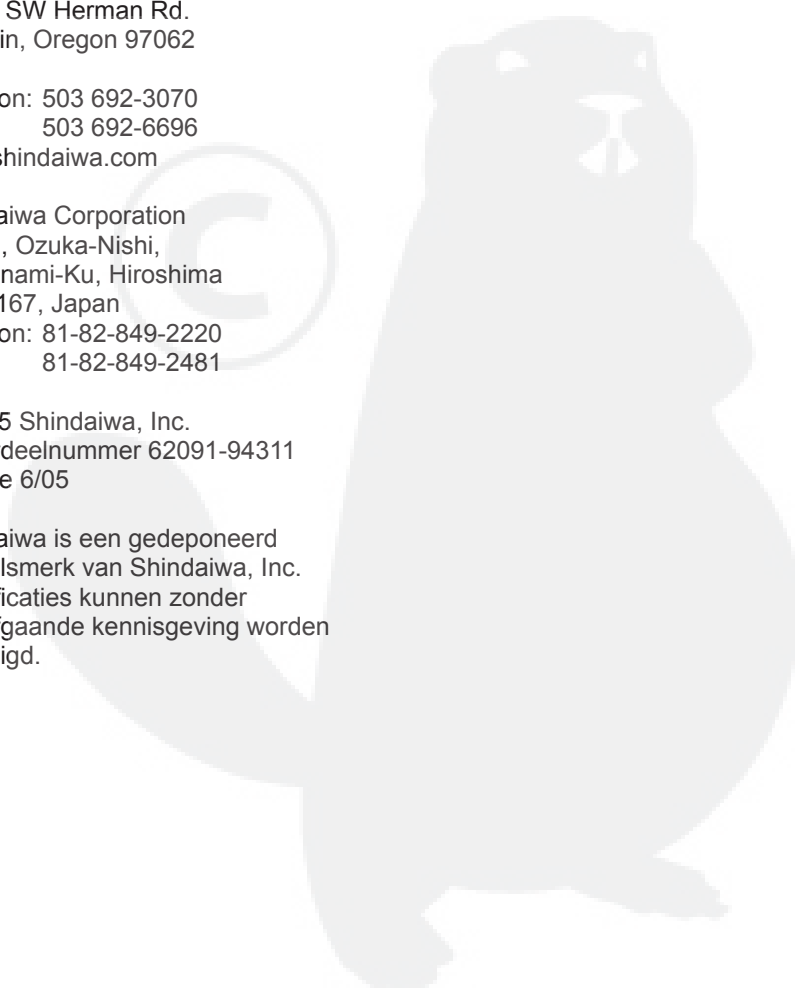 SW Herman Rd.
in, Oregon 97062
on: 503 692-3070
503 692-6696
shindaiwa.com
aiwa Corporation
, Ozuka-Nishi,
nami-Ku, Hiroshima
167, Japan
on: 81-82-849-2220
81-82-849-2481
5 Shindaiwa, Inc.
rdeelnummer 62091-94311
e 6/05
aiwa is een gedeponeerd
lsmerk van Shindaiwa, Inc.
ficaties kunnen zonder
fgaande kennisgeving worden
igd.
©